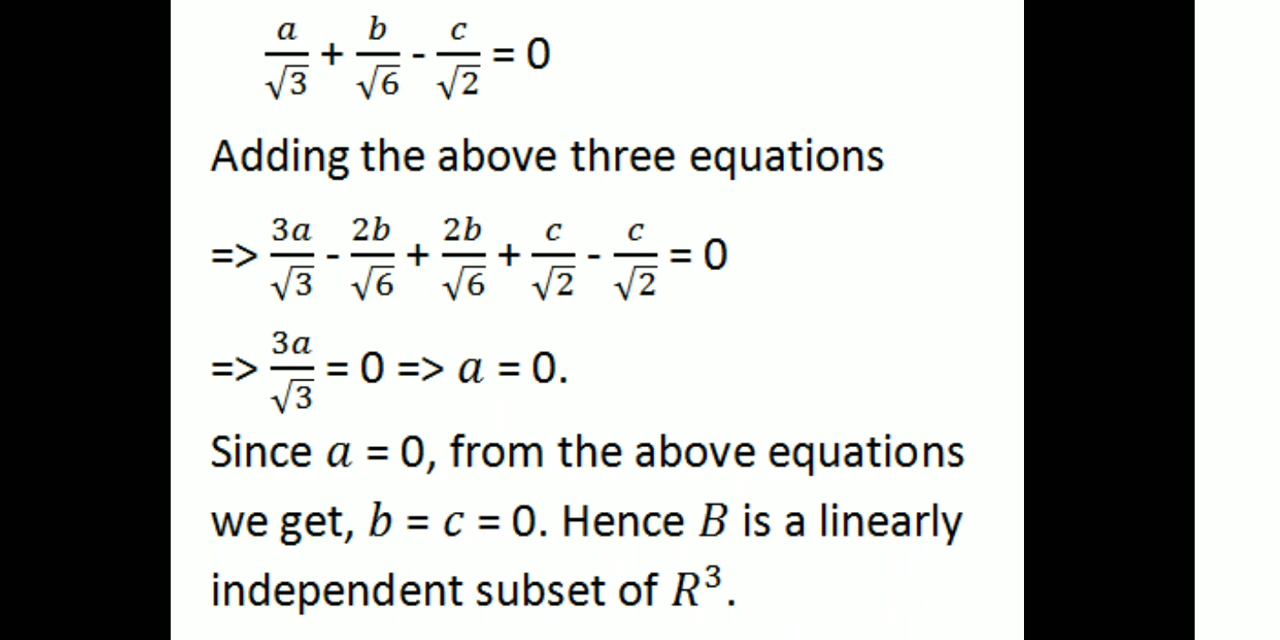 a/√3 + b/√6 - c/√2 = 0
Adding the above three equations
=> 3a/√3 - 2b/√6 + 2b/√6 + c/√2 - c/√2 = 0
=> 3a/√3 = 0 => a = 0.
Since a = 0, from the above equations
we get, b = c = 0. Hence B is a linearly
independent subset of R³.